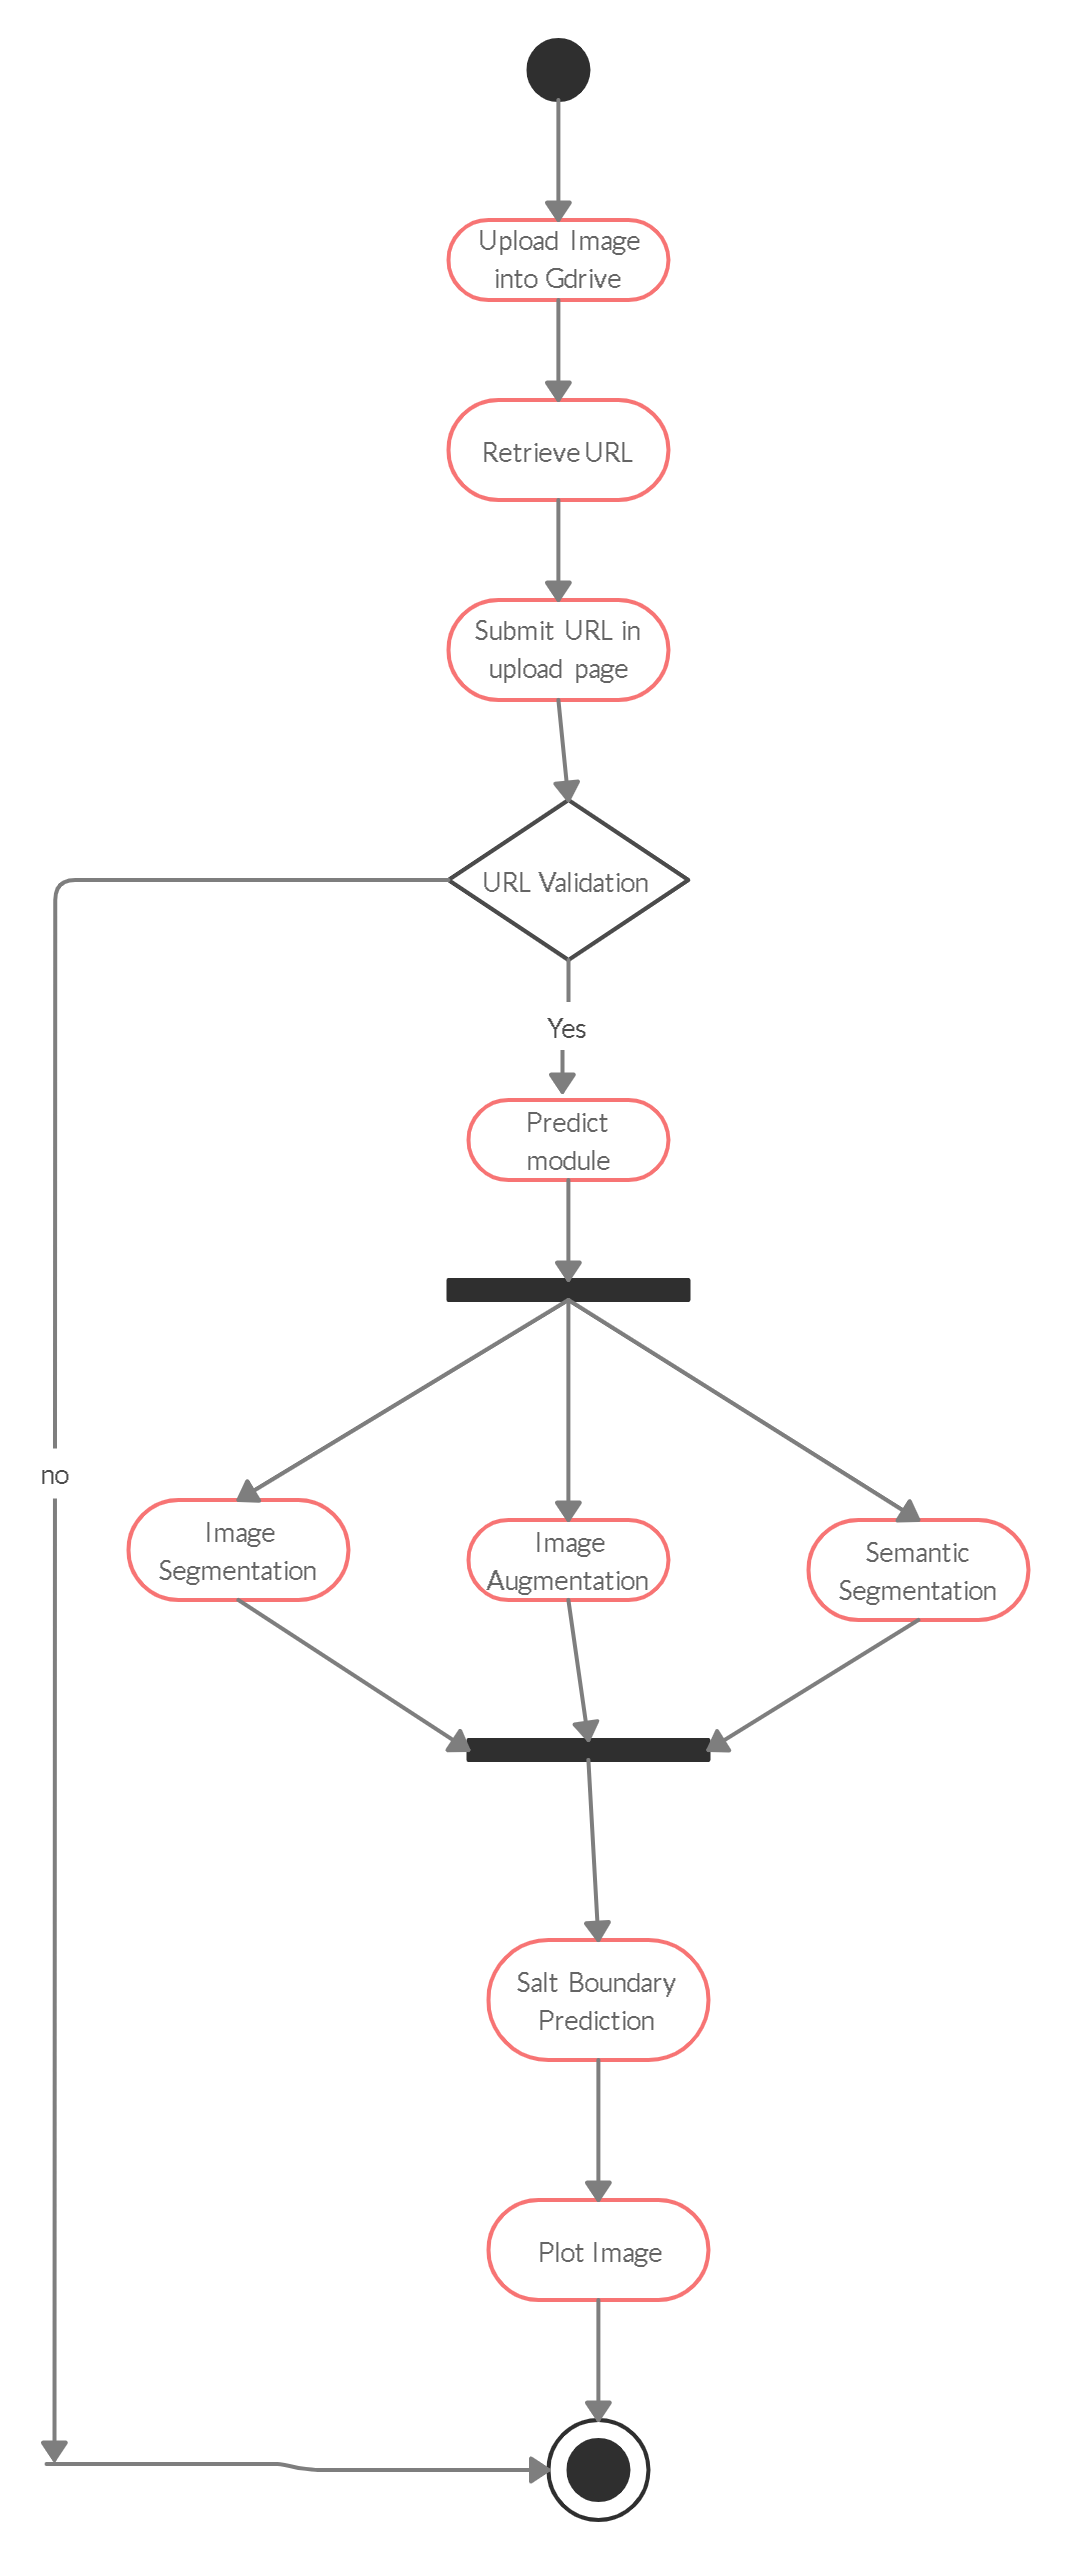 Upload Image
into Gdrive
Retrieve URL
Submit URL in
upload page
URL Validation
Yes
Predict
module
no
Image
Segmentation
Image
Augmentation
Semantic
Segmentation
Salt Boundary
Prediction
Plot Image